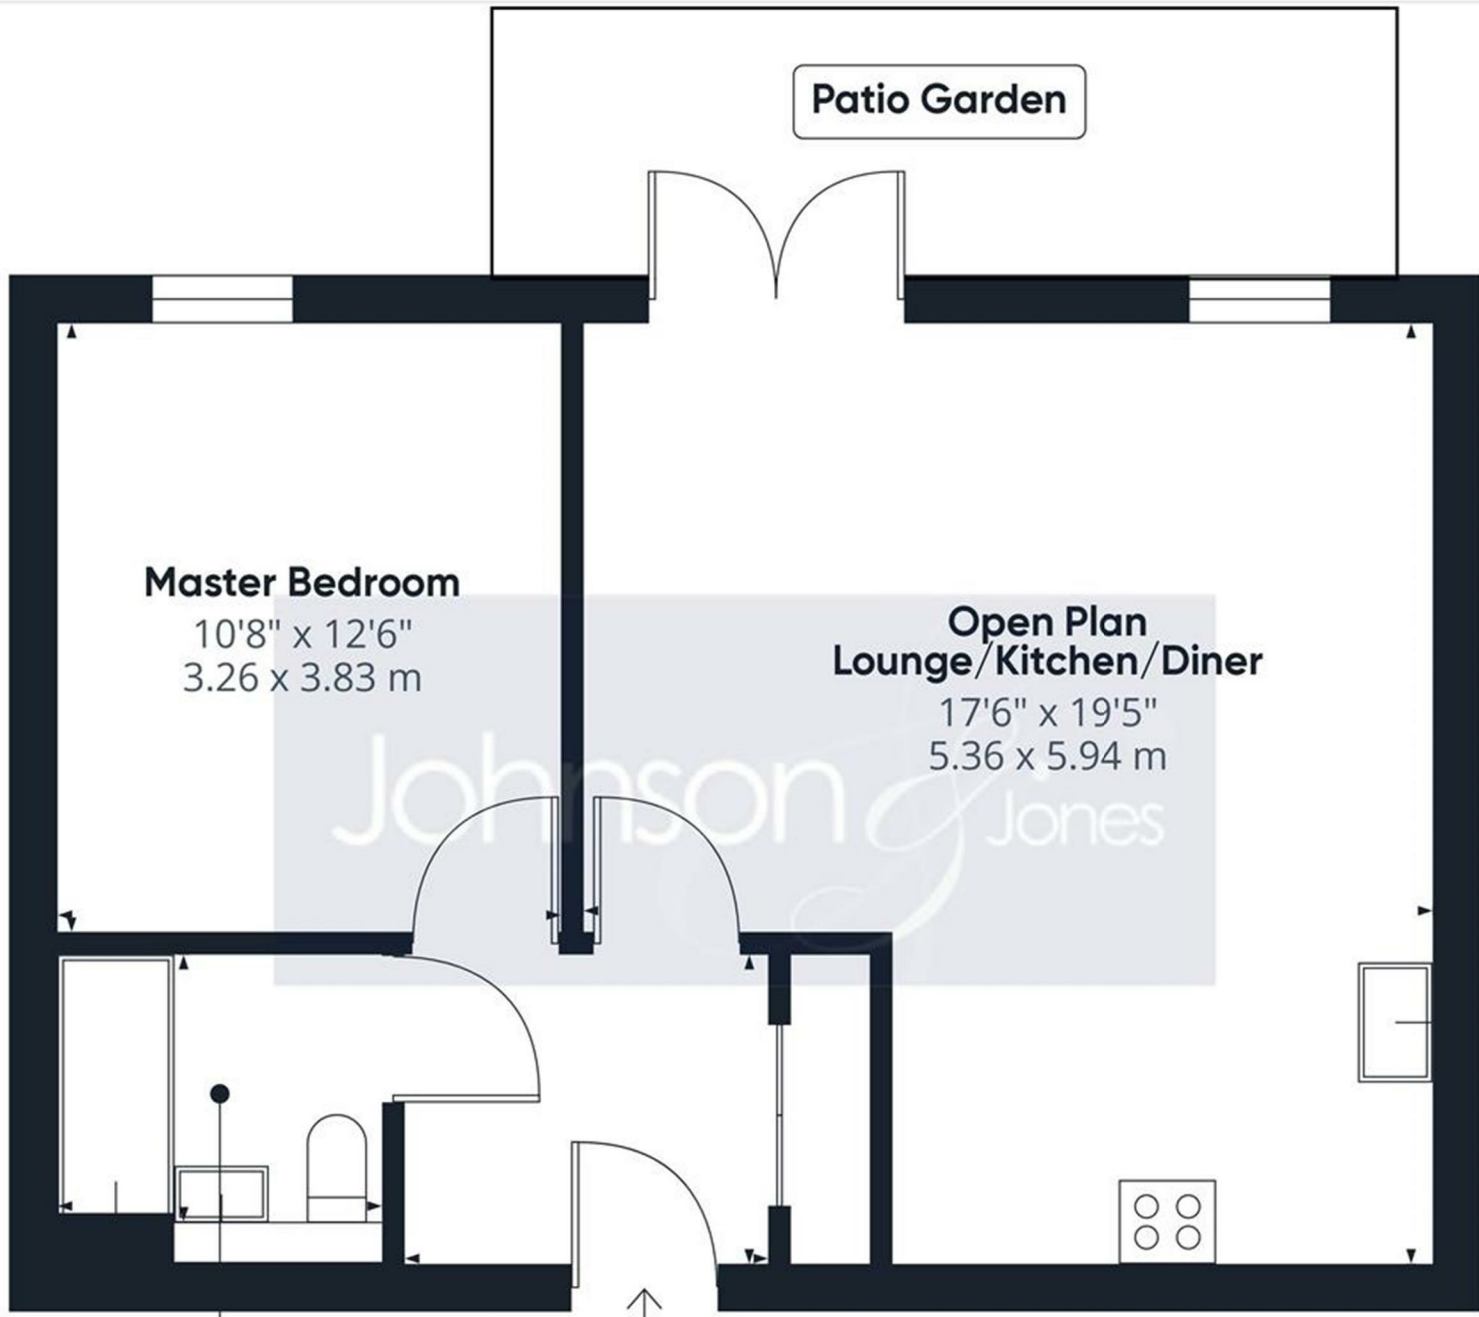 Patio Garden
Master Bedroom
10'8" x 12'6"
3.26 x 3.83 m
Open Plan
Lounge/Kitchen/Diner
17'6" x 19'5"
5.36 x 5.94 m
Johnson & Jones